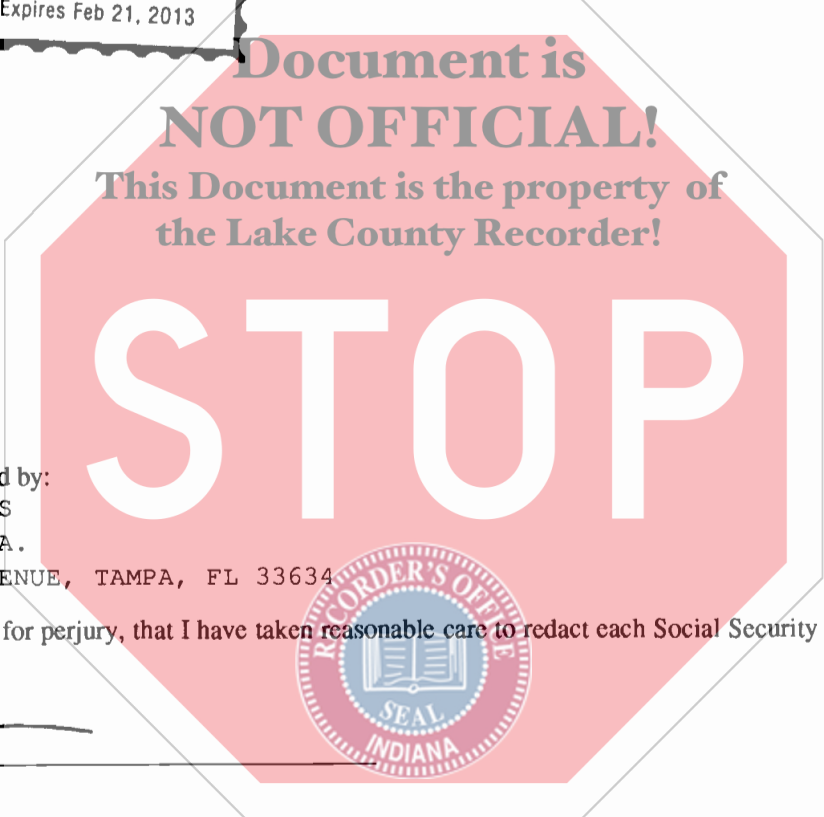 Expires Feb 21, 2013
Document is
NOT OFFICIAL!
This Document is the property of
the Lake County Recorder!
STOP
d by:
S
A.
ENUE, TAMPA, FL 33634
for perjury, that I have taken reasonable care to redact each Social Security
RECORDER'S OFFICE
SEAL
INDIANA